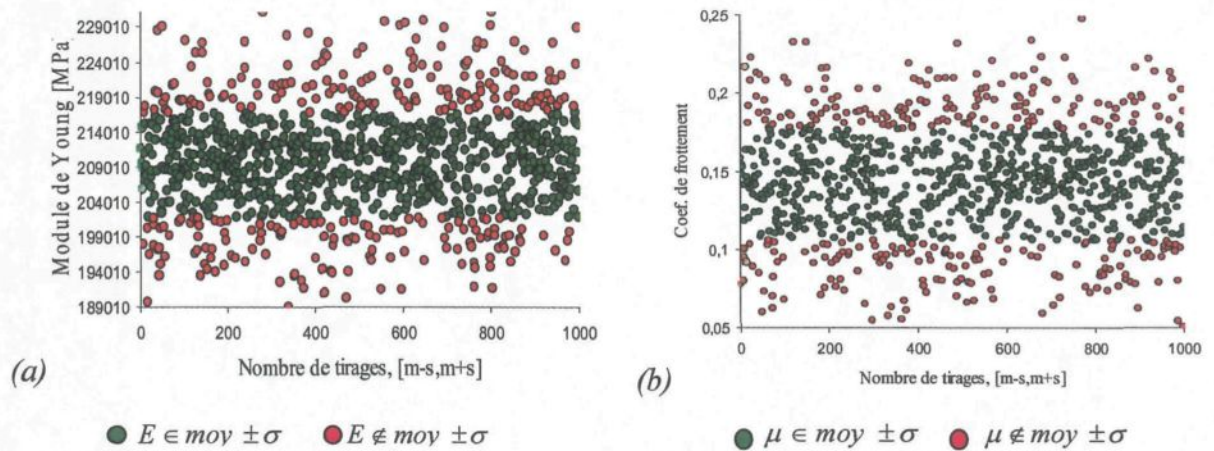 Module de Young [MPa]
229010
224010
219010
214010
209010
204010
199010
194010
189010
0
200
400
600
800
1000
Nombre de tirages, [m-s,m+s]
(a)
E ∈ moy ± σ
E ∉ moy ± σ
Coef. de frottement
0,25
0,2
0,15
0,1
0,05
0
200
400
600
800
1000
Nombre de tirages, [m-s,m+s]
(b)
μ ∈ moy ± σ
μ ∉ moy ± σ